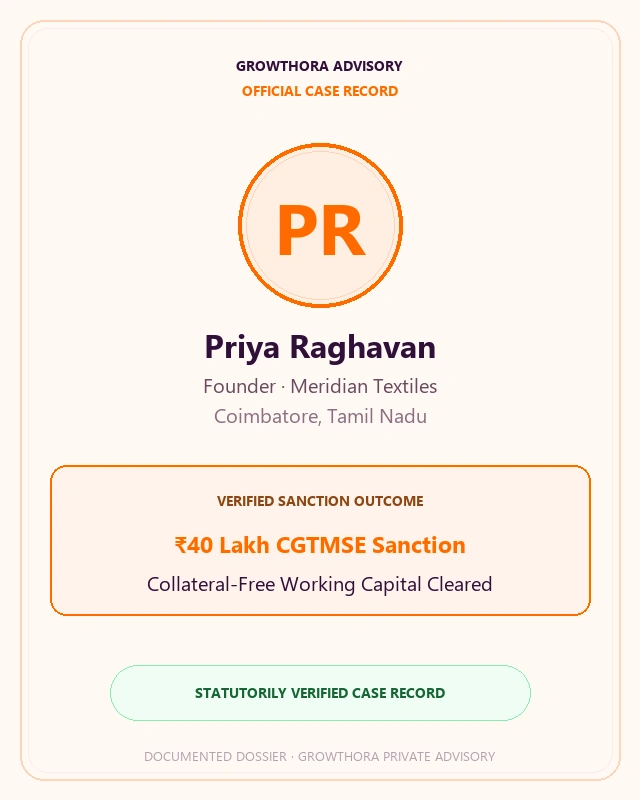 GROWTHORA ADVISORY
OFFICIAL CASE RECORD
PR
Priya Raghavan
Founder · Meridian Textiles
Coimbatore, Tamil Nadu
VERIFIED SANCTION OUTCOME
₹40 Lakh CGTMSE Sanction
Collateral-Free Working Capital Cleared
STATUTORILY VERIFIED CASE RECORD
DOCUMENTED DOSSIER · GROWTHORA PRIVATE ADVISORY